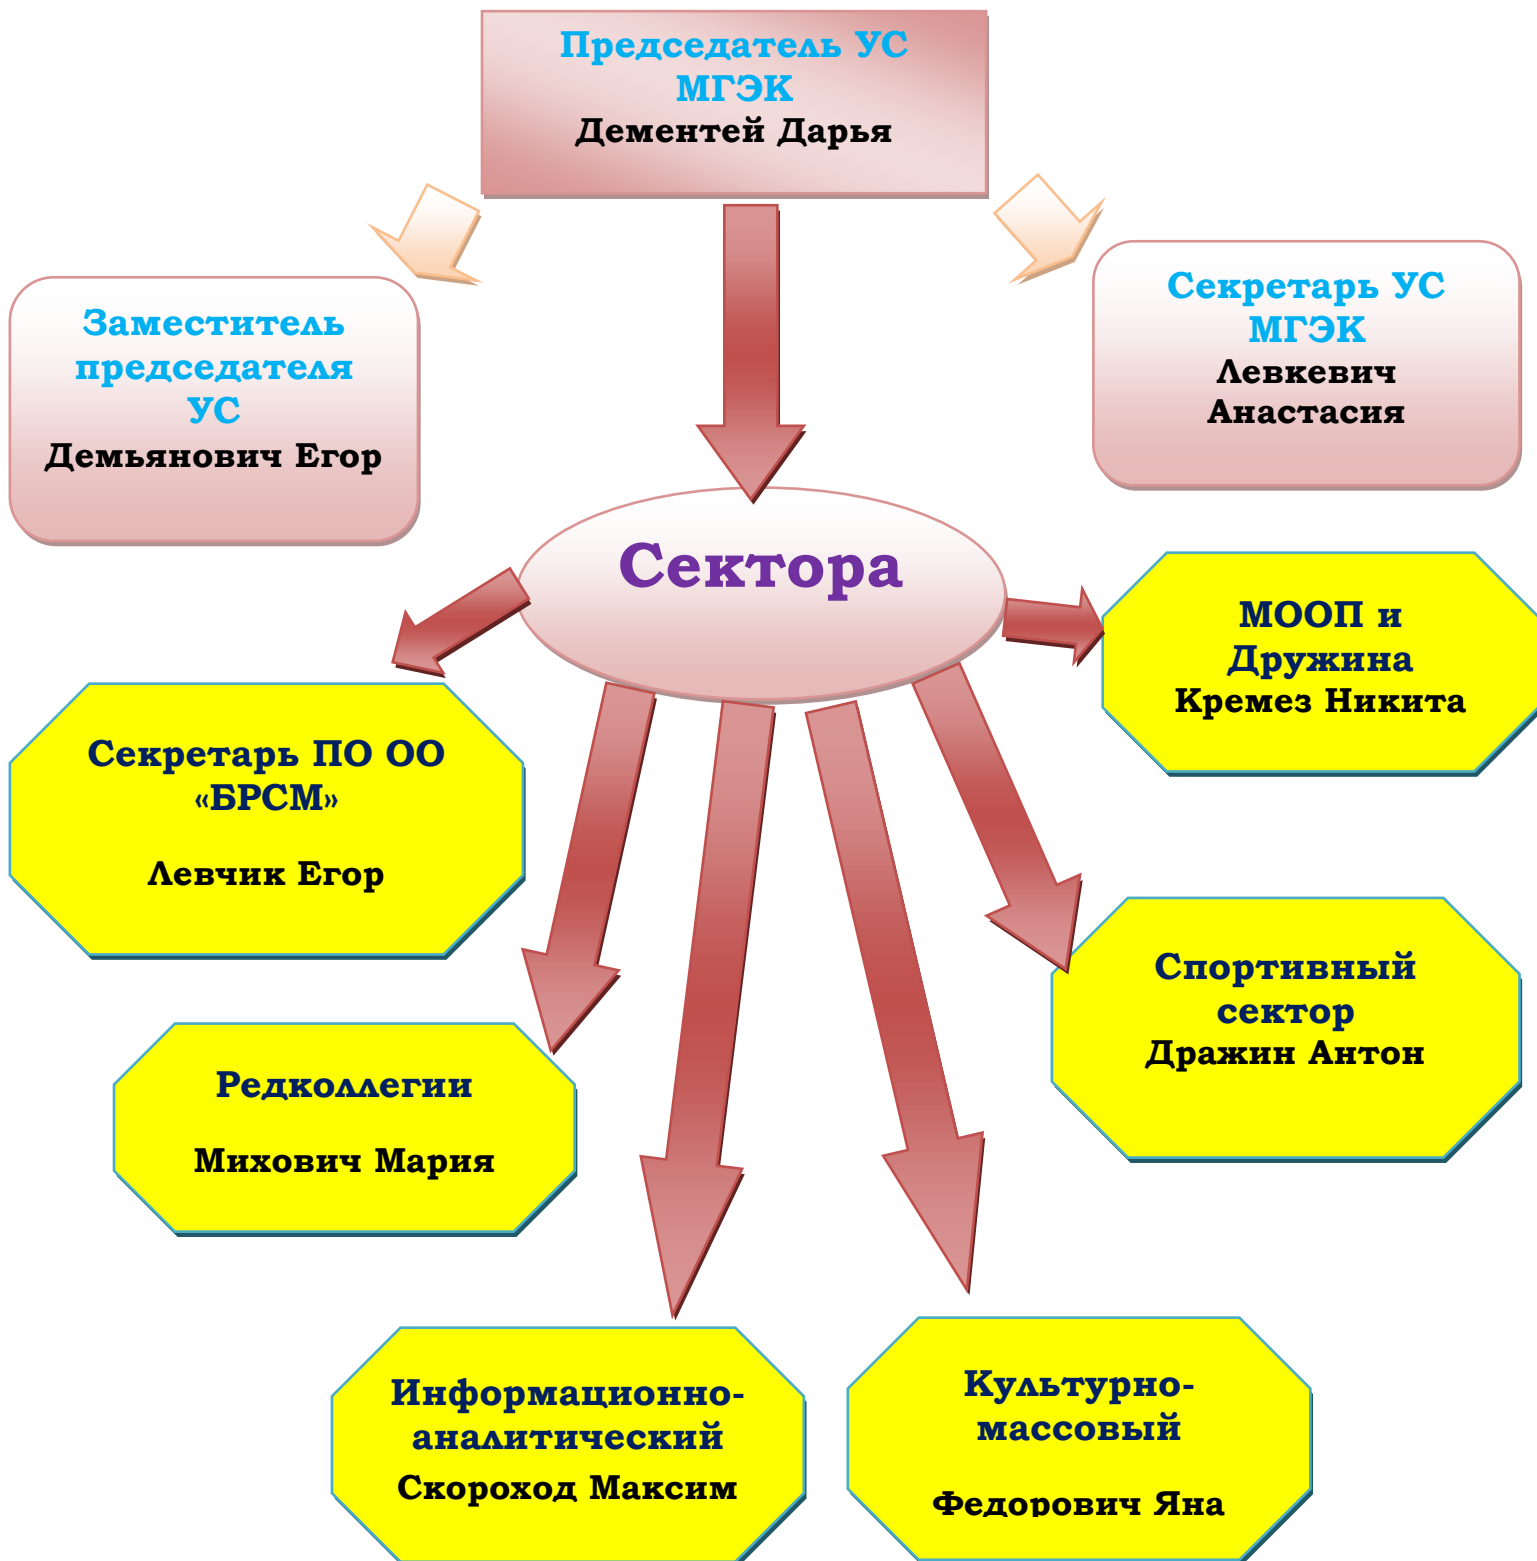 Председатель УС
МГЭК
Дементей Дарья
Заместитель
председателя
УС
Демьянович Егор
Секретарь УС
МГЭК
Левкевич
Анастасия
Сектора
МООП и
Дружина
Кремез Никита
Секретарь ПО ОО
«БРСМ»
Левчик Егор
Спортивный
сектор
Дражин Антон
Редколлегии
Михович Мария
Информационно-
аналитический
Скороход Максим
Культурно-
массовый
Федорович Яна